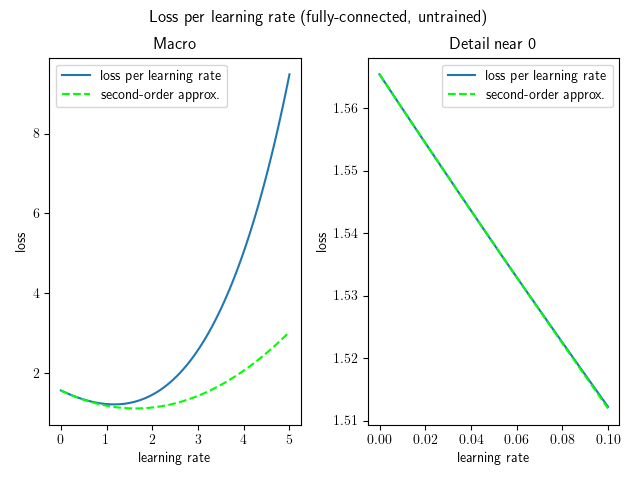 Loss per learning rate (fully-connected, untrained)
Macro
loss per learning rate
second-order approx.
8
6
4
2
loss
0
1
2
3
4
5
learning rate
Detail near 0
loss per learning rate
second-order approx.
1.56
1.55
1.54
1.53
1.52
1.51
loss
0.00
0.02
0.04
0.06
0.08
0.10
learning rate